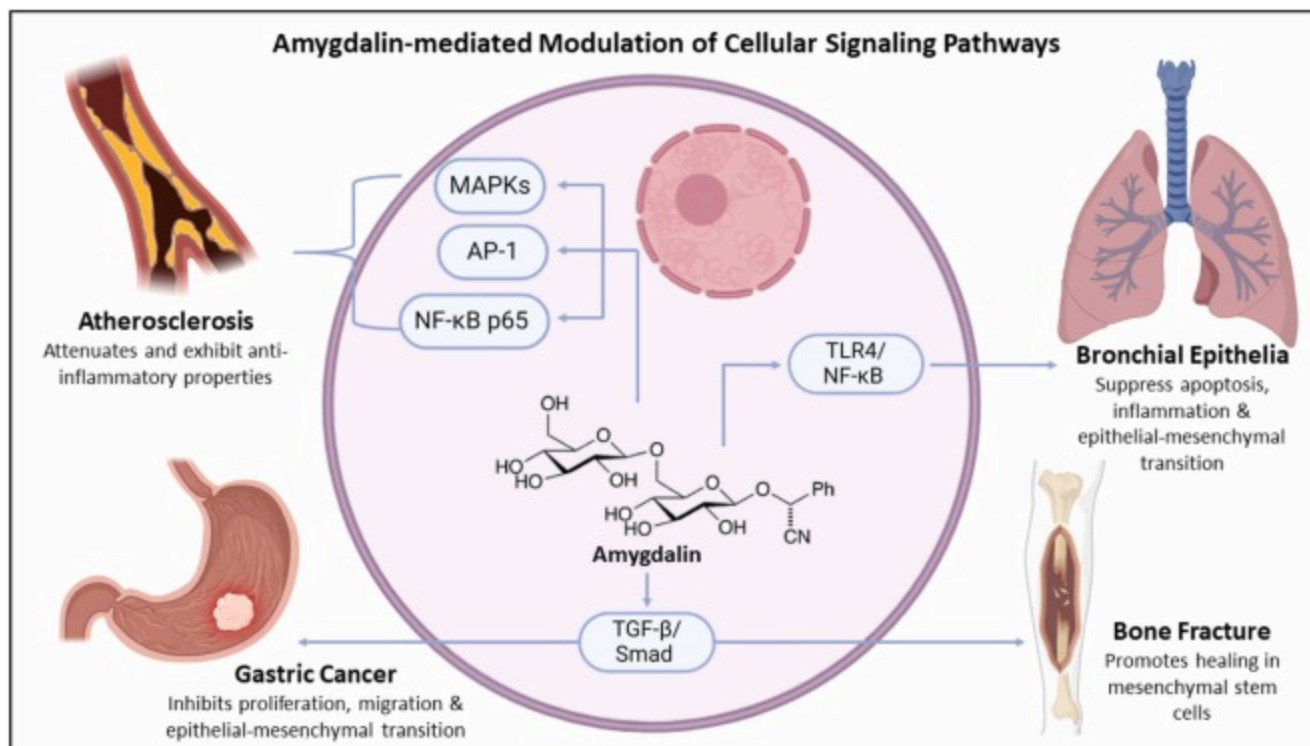 Amygdalin-mediated Modulation of Cellular Signaling Pathways
MAPKs
AP-1
NF-κB p65
Atherosclerosis
Attenuates and exhibit anti-
inflammatory properties
TLR4/
NF-κB
Bronchial Epithelia
Suppress apoptosis,
inflammation &
epithelial-mesenchymal
transition
OH
O
HO
HO
OH
O
O
HO
HO
OH
O
Ph
CN
Amygdalin
TGF-β/
Smad
Gastric Cancer
Inhibits proliferation, migration &
epithelial-mesenchymal transition
Bone Fracture
Promotes healing in
mesenchymal stem
cells